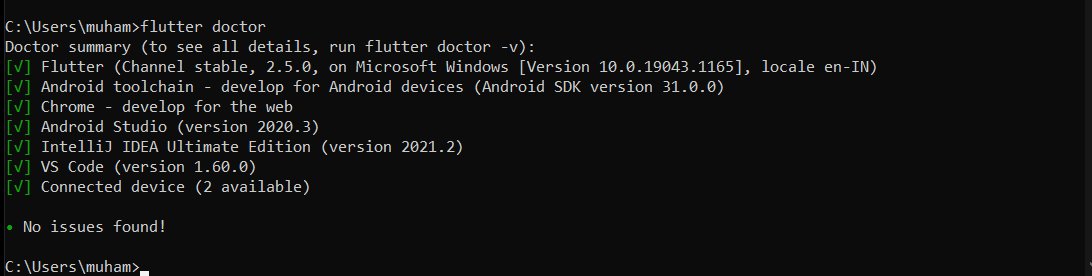 C:\Users\muham>flutter doctor
Doctor summary (to see all details, run flutter doctor -v):
[√] Flutter (Channel stable, 2.5.0, on Microsoft Windows [Version 10.0.19043.1165], locale en-IN)
[√] Android toolchain - develop for Android devices (Android SDK version 31.0.0)
[√] Chrome - develop for the web
[√] Android Studio (version 2020.3)
[√] IntelliJ IDEA Ultimate Edition (version 2021.2)
[√] VS Code (version 1.60.0)
[√] Connected device (2 available)
• No issues found!
C:\Users\muham>